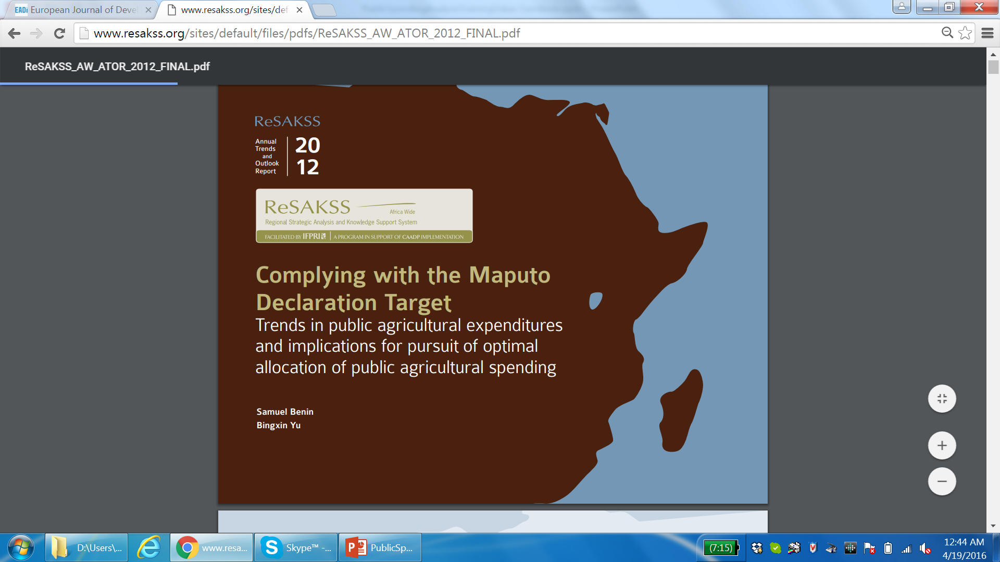 EADi European Journal of Deve
www.resakss.org/sites/def
www.resakss.org/sites/default/files/pdfs/ReSAKSS_AW_ATOR_2012_FINAL.pdf
ReSAKSS_AW_ATOR_2012_FINAL.pdf
ReSAKSS
Annual
Trends
and
Outlook
Report
20
12
ReSAKSS
Africa Wide
Regional Strategic Analysis and Knowledge Support System
FACILITATED BY IFPRI | A PROGRAM IN SUPPORT OF CAADP IMPLEMENTATION
Complying with the Maputo
Declaration Target
Trends in public agricultural expenditures
and implications for pursuit of optimal
allocation of public agricultural spending
Samuel Benin
Bingxin Yu
D:\Users\...
www.resa...
Skype™ -...
PublicSp...
(7:15)
12:44 AM
4/19/2016